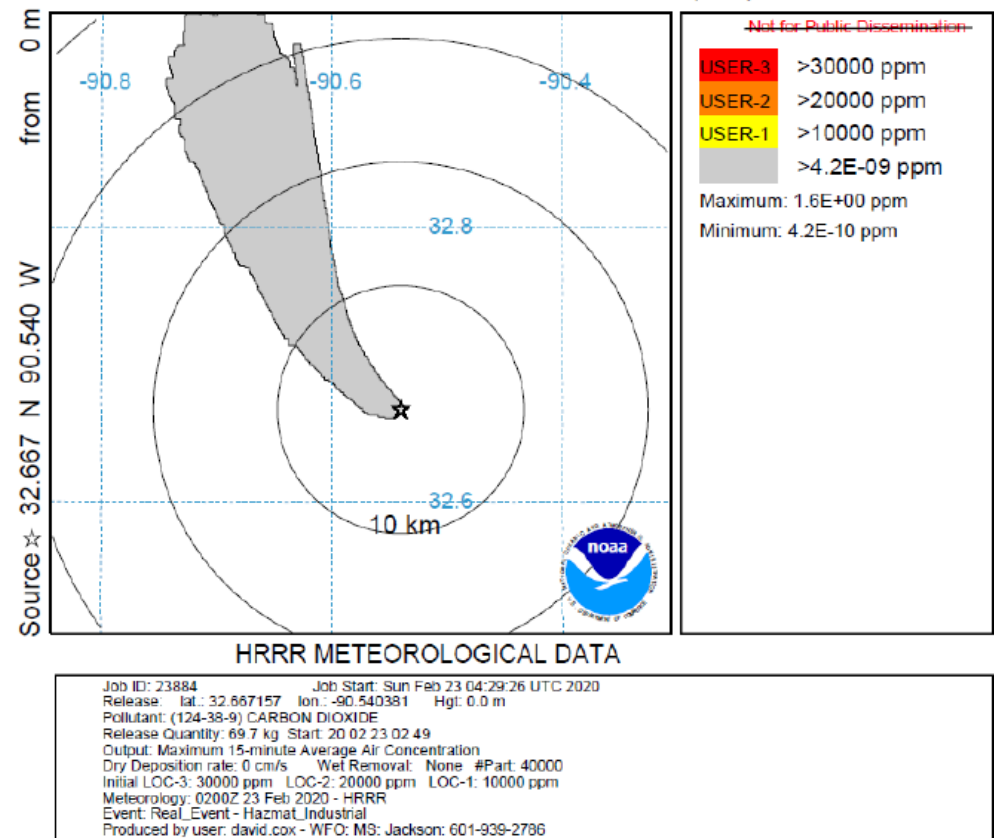 Not for Public Dissemination
USER-3 >30000 ppm
USER-2 >20000 ppm
USER-1 >10000 ppm
>4.2E-09 ppm
Maximum: 1.6E+00 ppm
Minimum: 4.2E-10 ppm
Source ☆ 32.667 N 90.540 W from 0 m
-90.8 -90.6 -90.4
32.8
32.6
10 km
noaa
HRRR METEOROLOGICAL DATA
Job ID: 23884 Job Start: Sun Feb 23 04:29:26 UTC 2020
Release: lat.: 32.667157 lon.: -90.540381 Hgt: 0.0 m
Pollutant: (124-38-9) CARBON DIOXIDE
Release Quantity: 69.7 kg Start: 20 02 23 02 49
Output: Maximum 15-minute Average Air Concentration
Dry Deposition rate: 0 cm/s Wet Removal: None #Part: 40000
Initial LOC-3: 30000 ppm LOC-2: 20000 ppm LOC-1: 10000 ppm
Meteorology: 0200Z 23 Feb 2020 - HRRR
Event: Real_Event - Hazmat_Industrial
Produced by user: david.cox - WFO: MS: Jackson: 601-939-2786